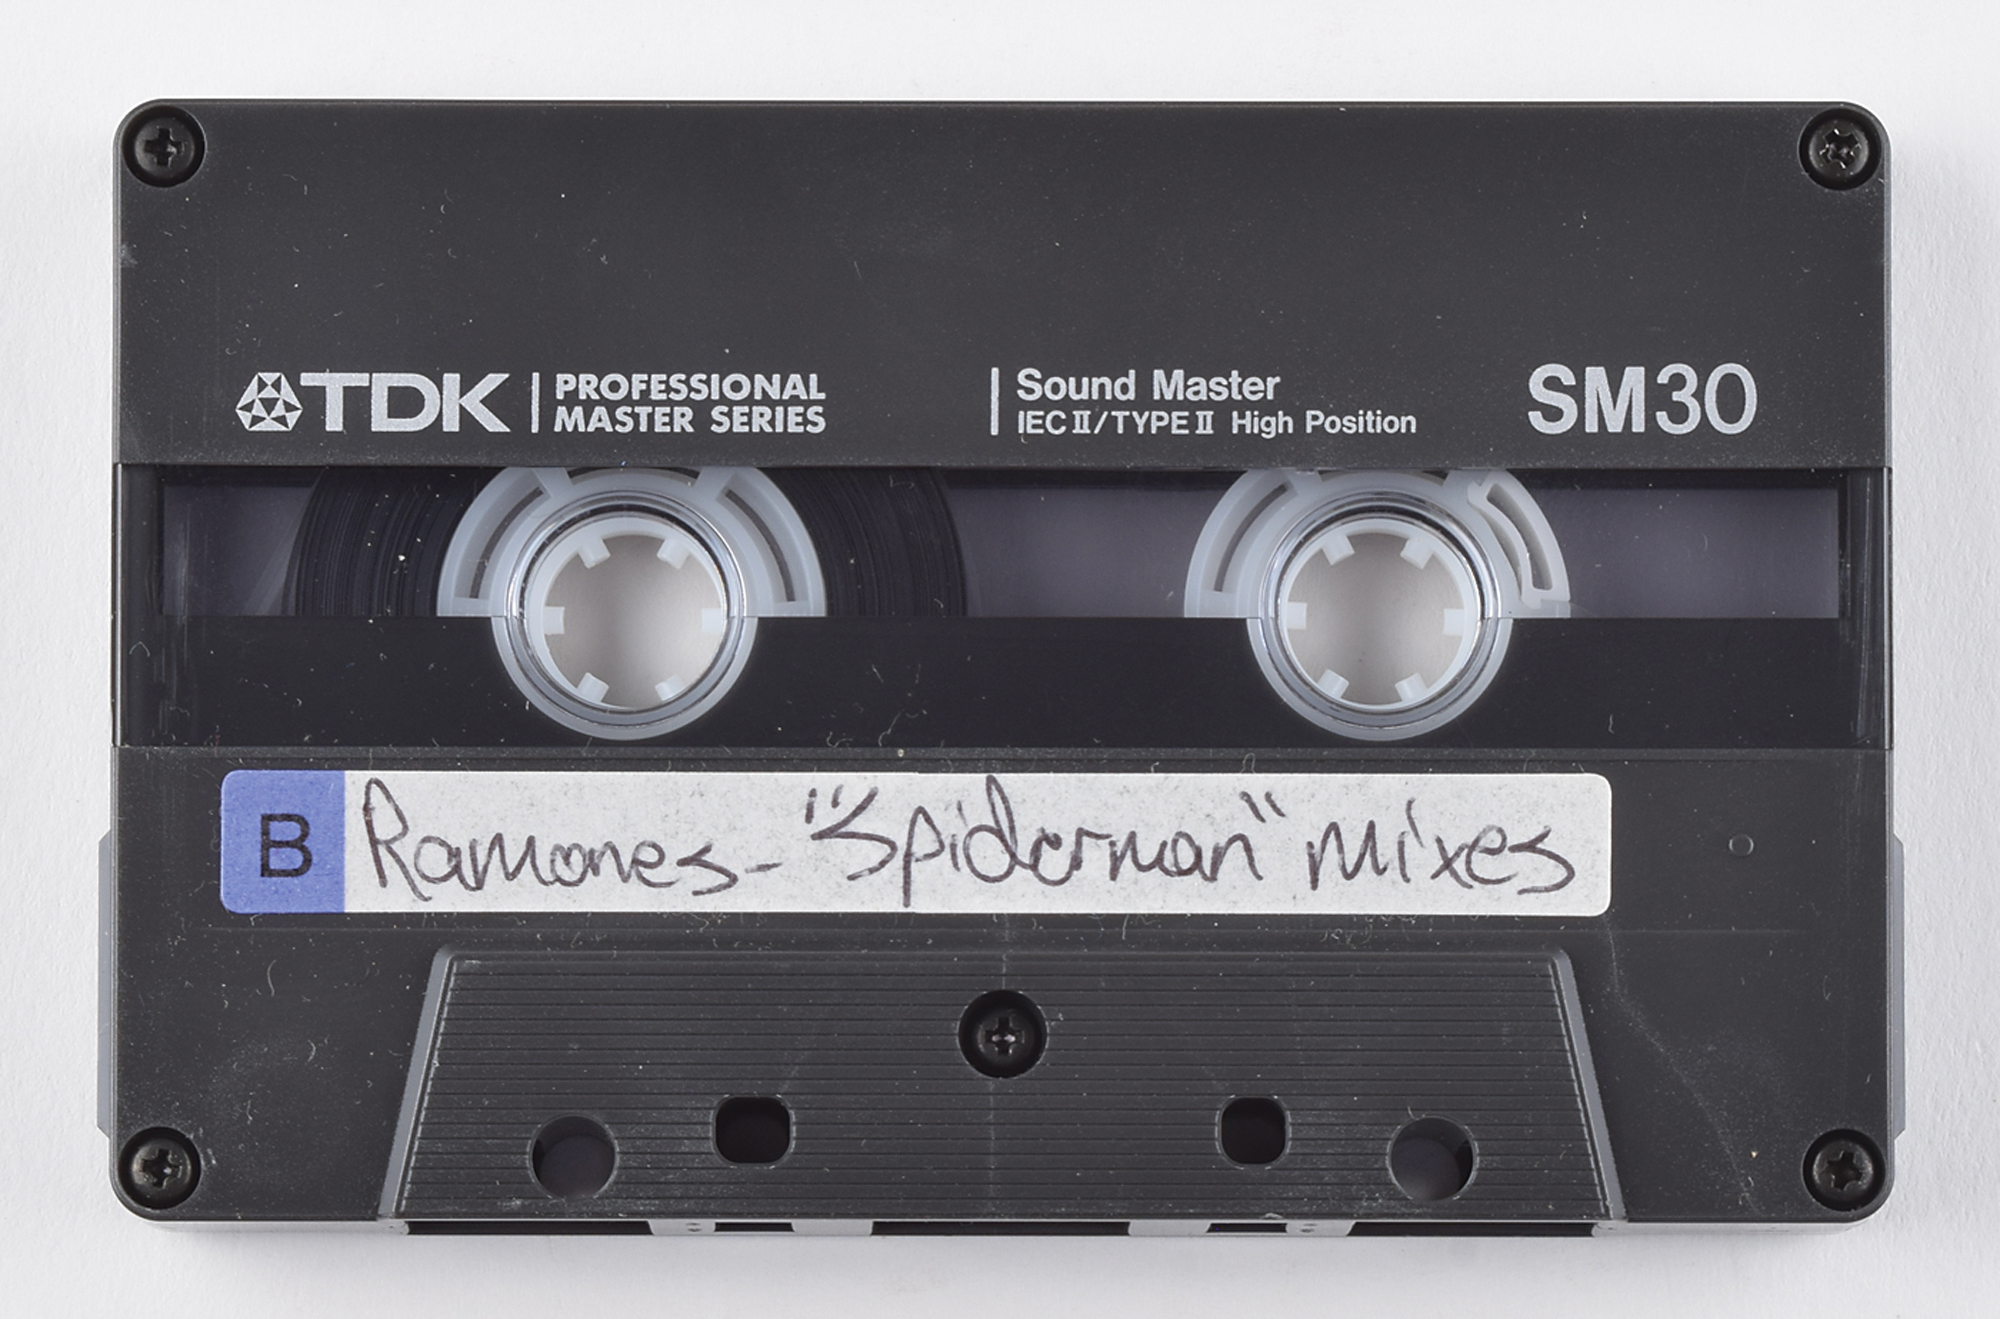 TDK PROFESSIONAL
MASTER SERIES
Sound Master
IEC II/TYPE II High Position
SM30
B Ramones - "Spiderman" mixes